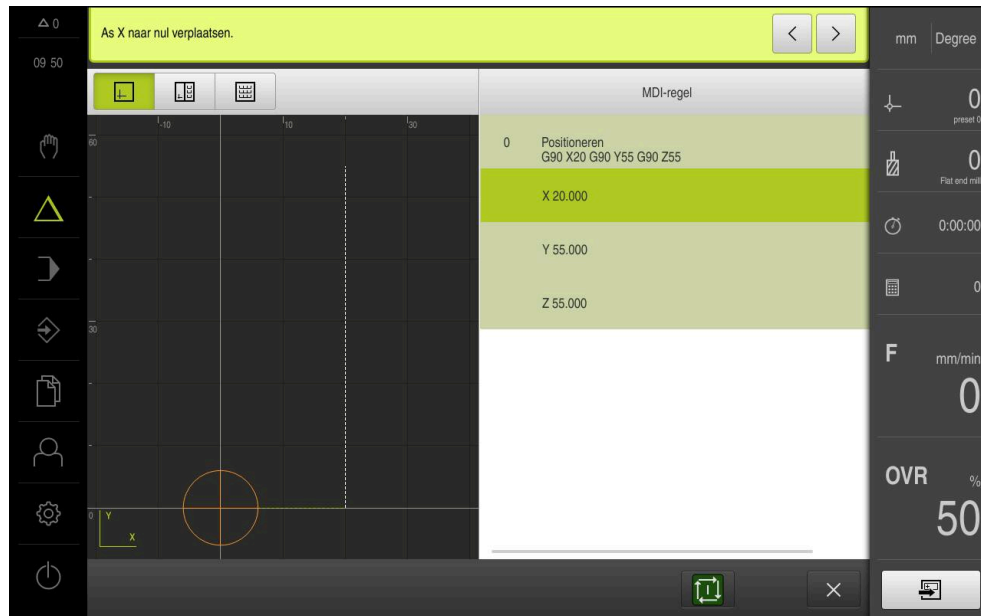 0
09 50
As X naar nul verplaatsen.
mm
Degree
MDI-regel
-10
10
30
60
30
0
Y
X
0
Positioneren
G90 X20 G90 Y55 G90 Z55
X 20.000
Y 55.000
Z 55.000
0
preset 0
0
Flat end mill
0:00:00
0
F
mm/min
0
OVR
%
50